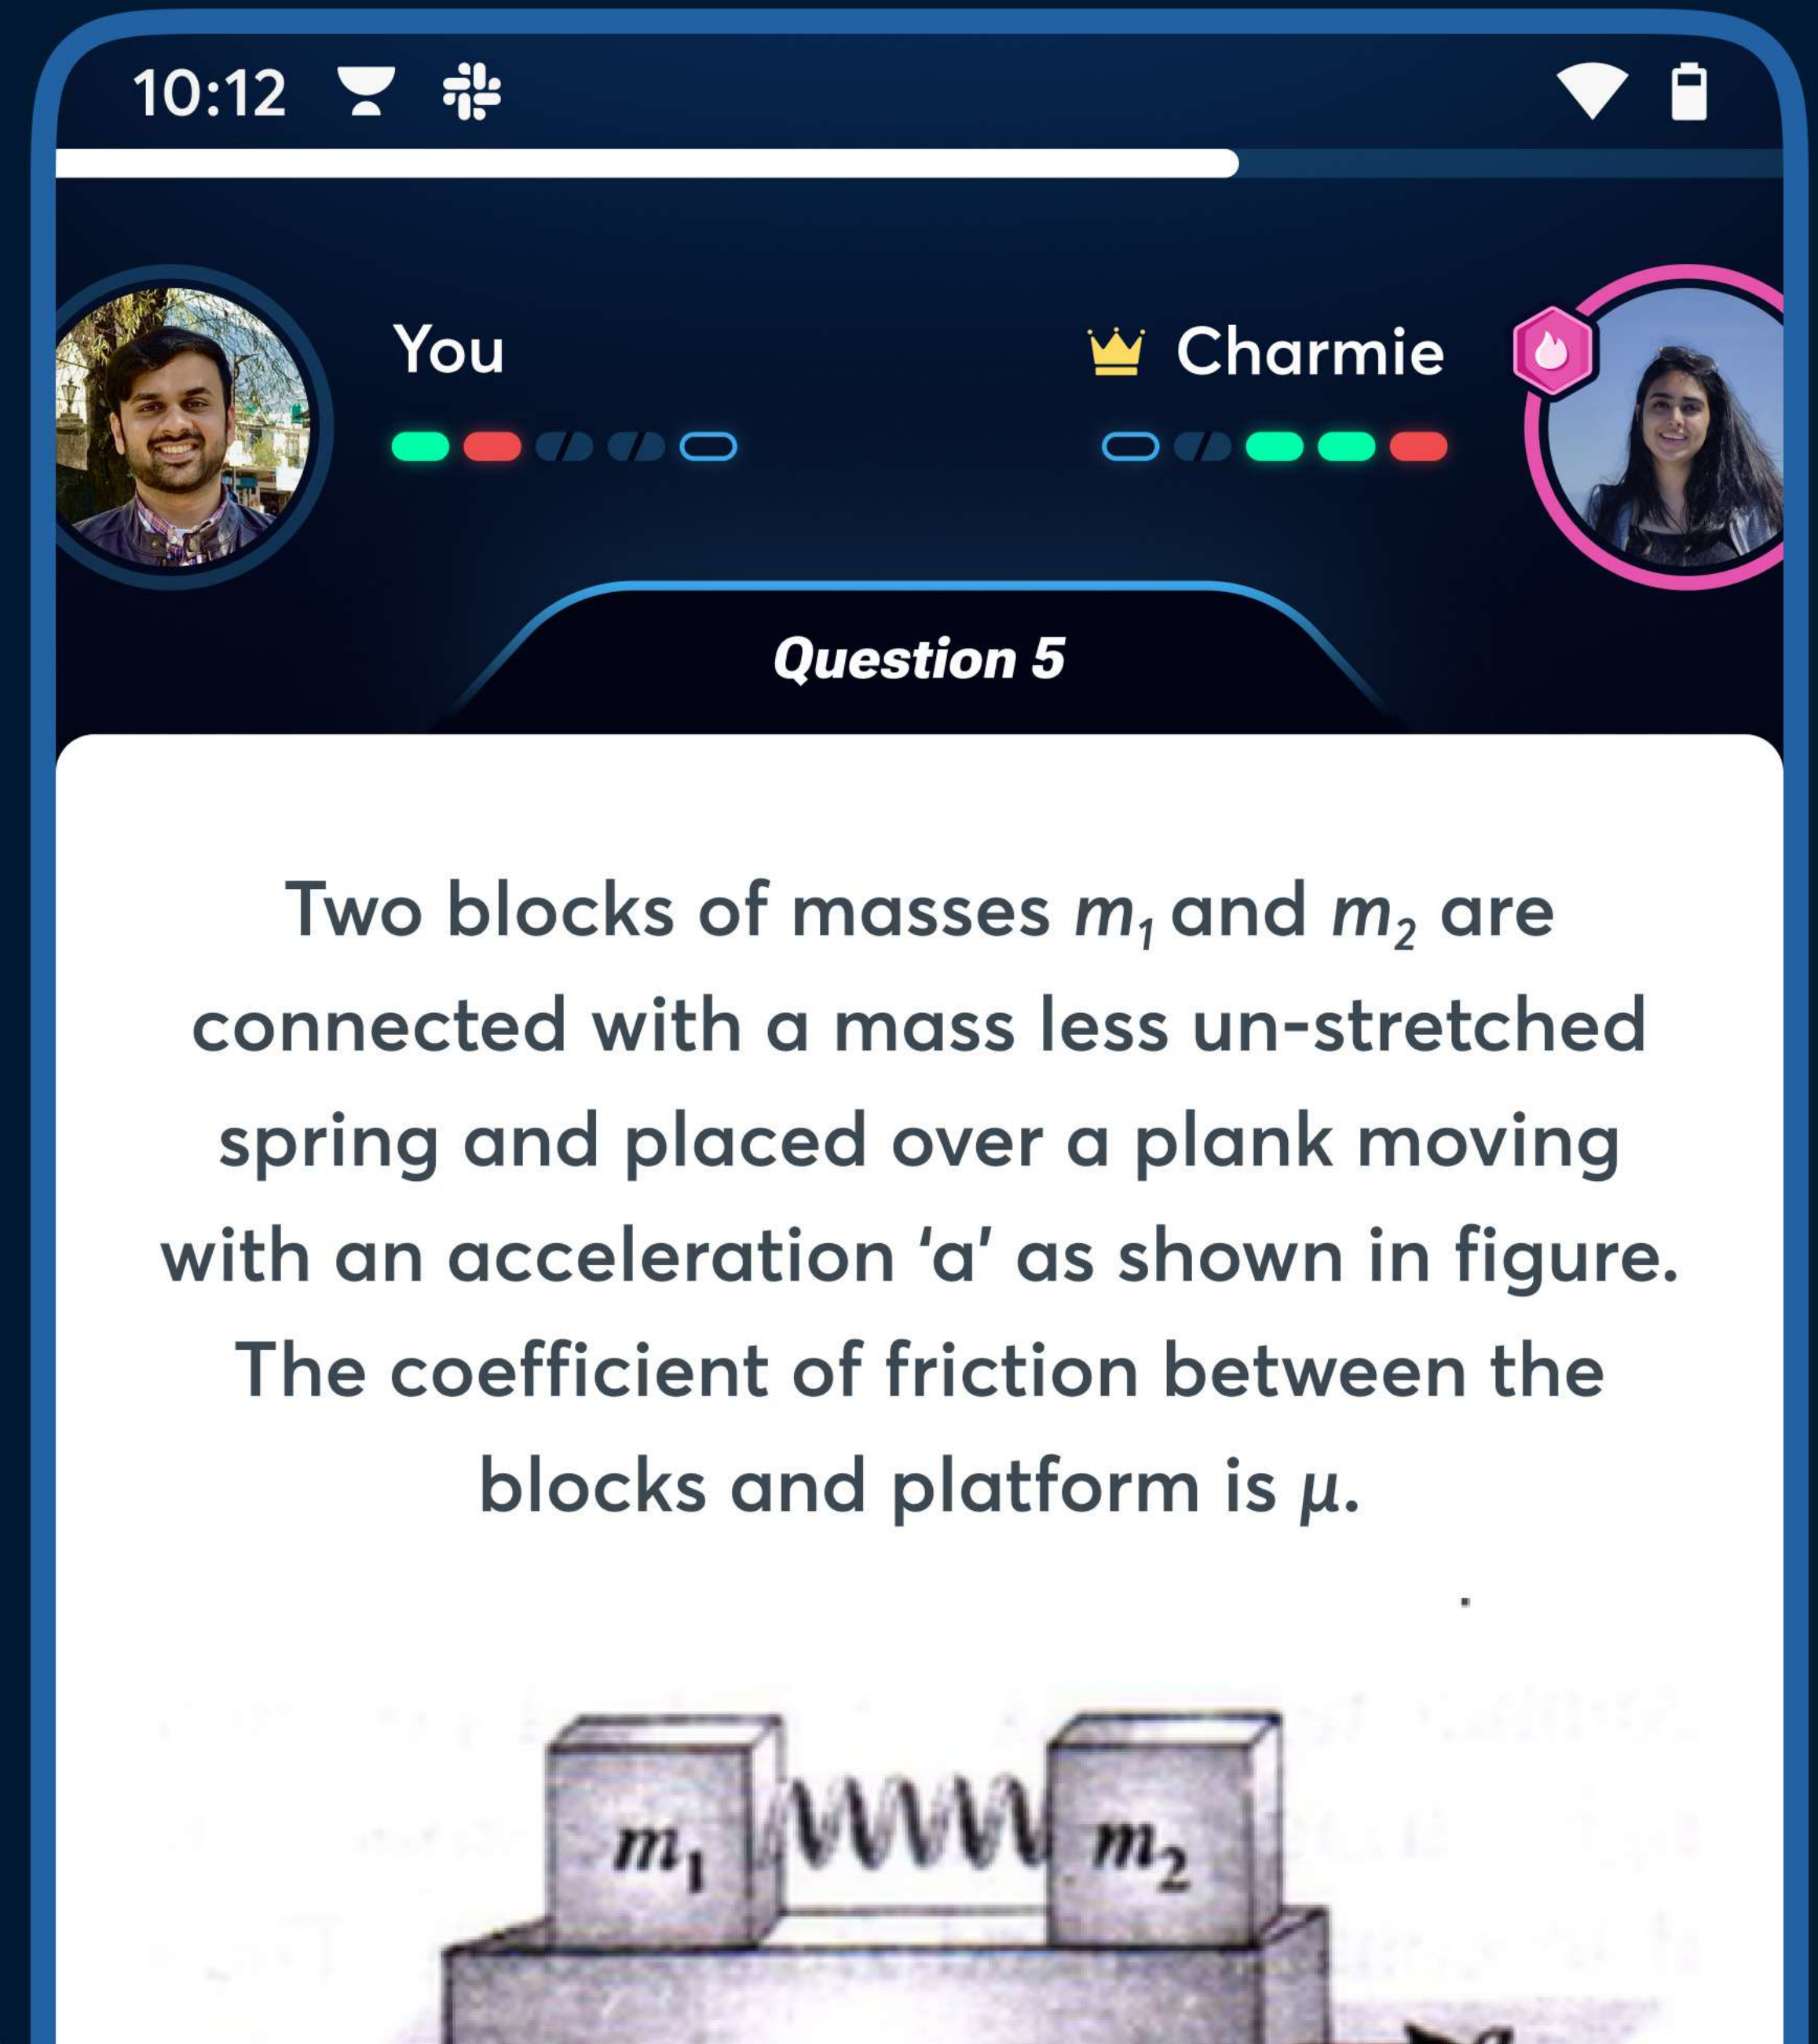 10:12
You
Charmie
Question 5
Two blocks of masses m₁ and m₂ are
connected with a mass less un-stretched
spring and placed over a plank moving
with an acceleration ‘a’ as shown in figure.
The coefficient of friction between the
blocks and platform is μ.
m₁
m₂
a